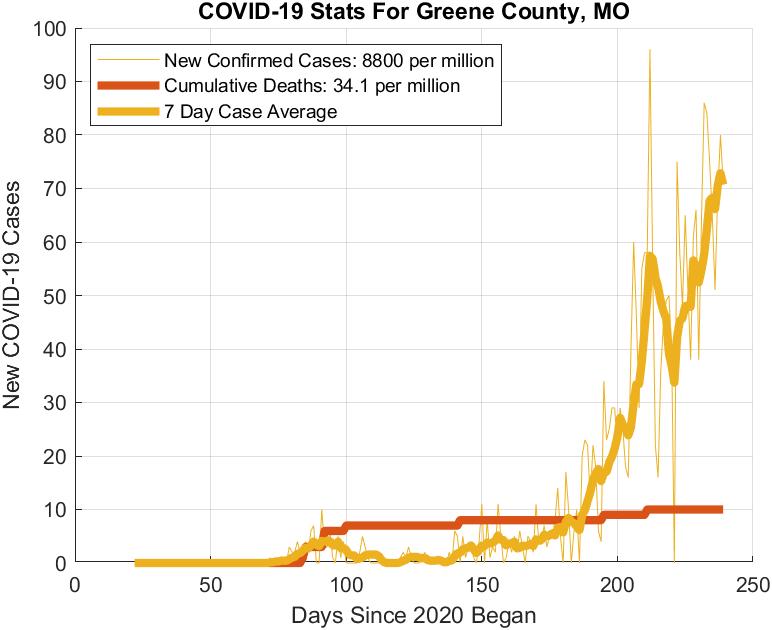 COVID-19 Stats For Greene County, MO
New Confirmed Cases: 8800 per million
Cumulative Deaths: 34.1 per million
7 Day Case Average
New COVID-19 Cases
100
90
80
70
60
50
40
30
20
10
0
0 50 100 150 200 250
Days Since 2020 Began